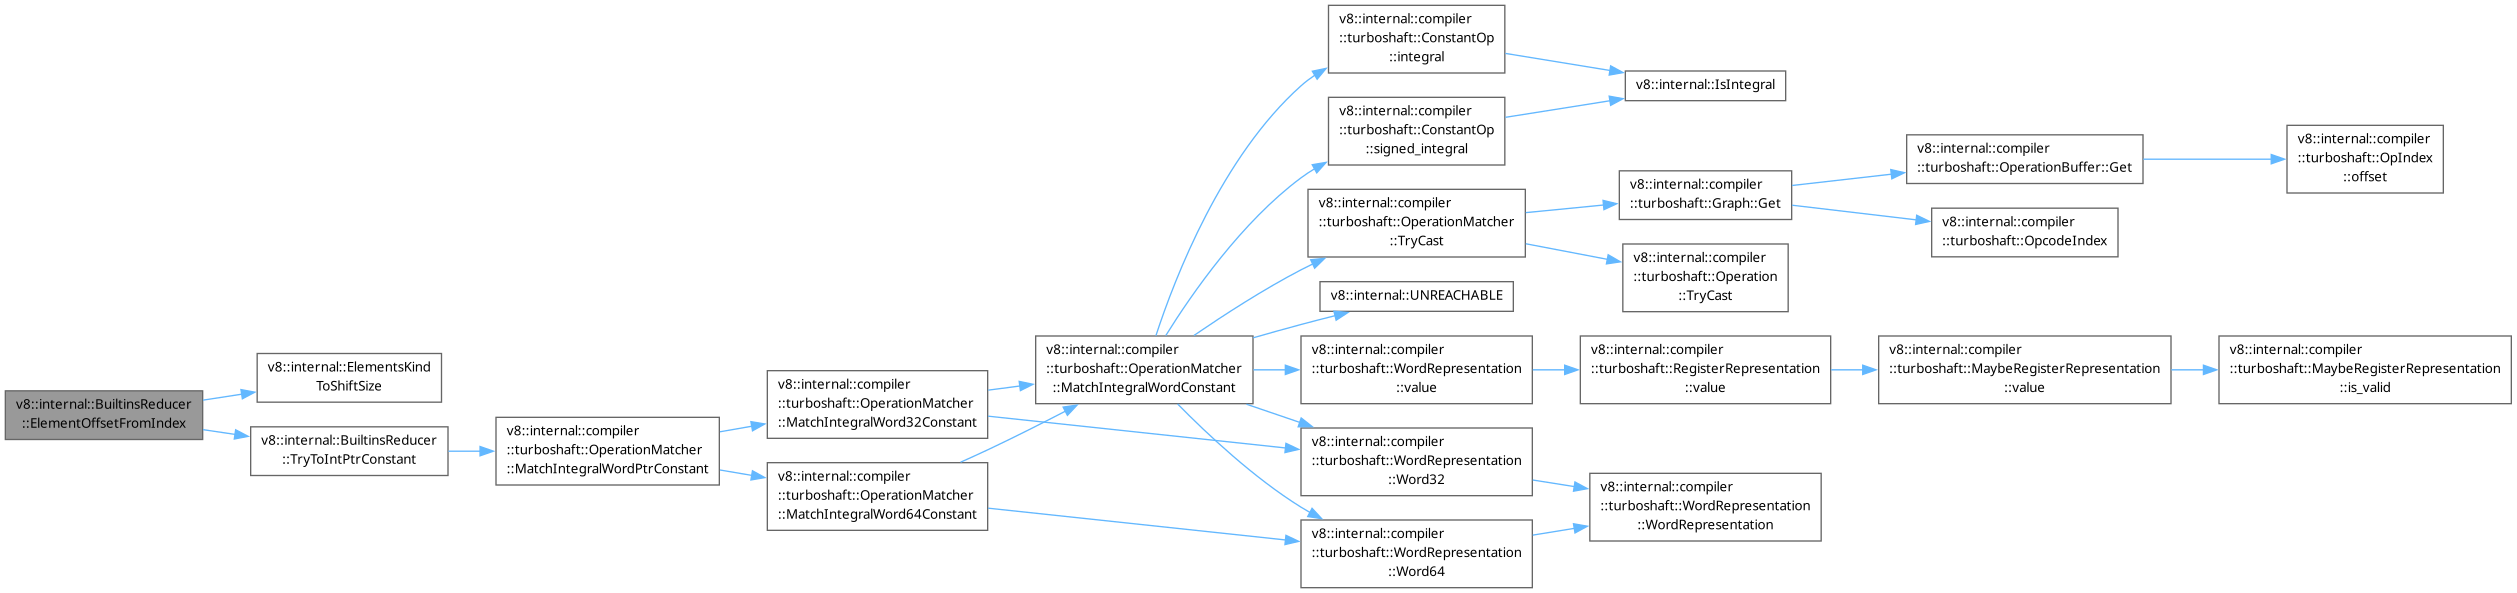 v8::internal::BuiltinsReducer
::ElementOffsetFromIndex
v8::internal::ElementsKind
ToShiftSize
v8::internal::BuiltinsReducer
::TryToIntPtrConstant
v8::internal::compiler
::turboshaft::OperationMatcher
::MatchIntegralWordPtrConstant
v8::internal::compiler
::turboshaft::OperationMatcher
::MatchIntegralWord32Constant
v8::internal::compiler
::turboshaft::OperationMatcher
::MatchIntegralWord64Constant
v8::internal::compiler
::turboshaft::OperationMatcher
::MatchIntegralWordConstant
v8::internal::compiler
::turboshaft::ConstantOp
::integral
v8::internal::compiler
::turboshaft::ConstantOp
::signed_integral
v8::internal::compiler
::turboshaft::OperationMatcher
::TryCast
v8::internal::UNREACHABLE
v8::internal::compiler
::turboshaft::WordRepresentation
::value
v8::internal::compiler
::turboshaft::WordRepresentation
::Word32
v8::internal::compiler
::turboshaft::WordRepresentation
::Word64
v8::internal::IsIntegral
v8::internal::compiler
::turboshaft::Graph::Get
v8::internal::compiler
::turboshaft::Operation
::TryCast
v8::internal::compiler
::turboshaft::RegisterRepresentation
::value
v8::internal::compiler
::turboshaft::WordRepresentation
::WordRepresentation
v8::internal::compiler
::turboshaft::OperationBuffer::Get
v8::internal::compiler
::turboshaft::OpcodeIndex
v8::internal::compiler
::turboshaft::MaybeRegisterRepresentation
::value
v8::internal::compiler
::turboshaft::OpIndex
::offset
v8::internal::compiler
::turboshaft::MaybeRegisterRepresentation
::is_valid